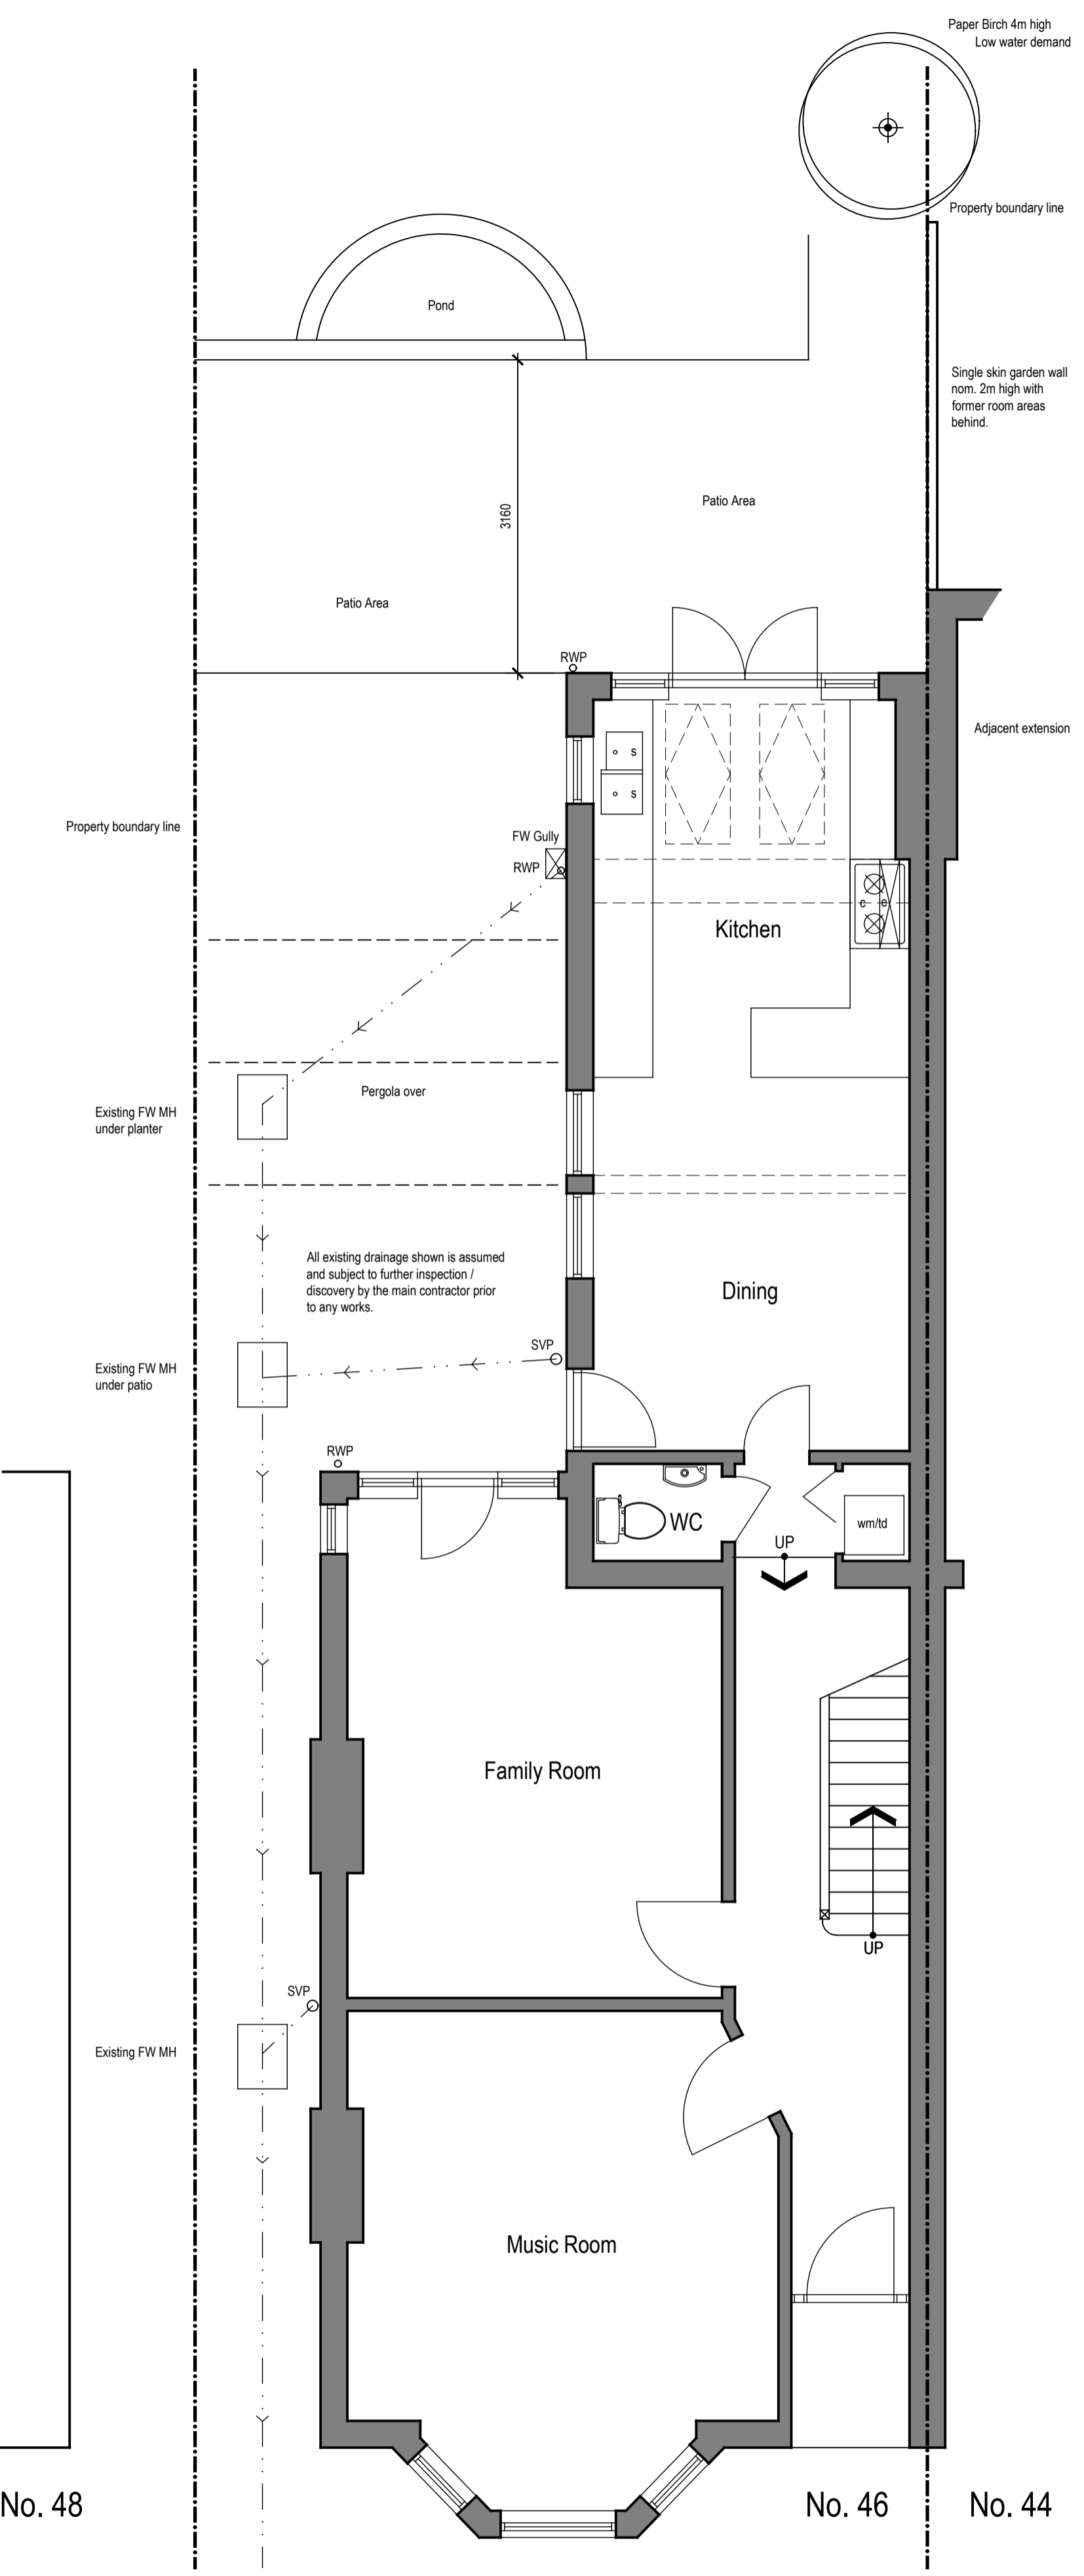 Paper Birch 4m high
Low water demand
Property boundary line
Pond
Single skin garden wall
nom. 2m high with
former room areas
behind.
3160
Patio Area
Patio Area
RWP
Adjacent extension
S
S
Property boundary line
FW Gully
RWP
C
C
Kitchen
Pergola over
Existing FW MH
under planter
All existing drainage shown is assumed
and subject to further inspection /
discovery by the main contractor prior
to any works.
Dining
SVP
Existing FW MH
under patio
RWP
WC
wm/td
UP
Family Room
UP
SVP
Existing FW MH
Music Room
No. 48
No. 46
No. 44